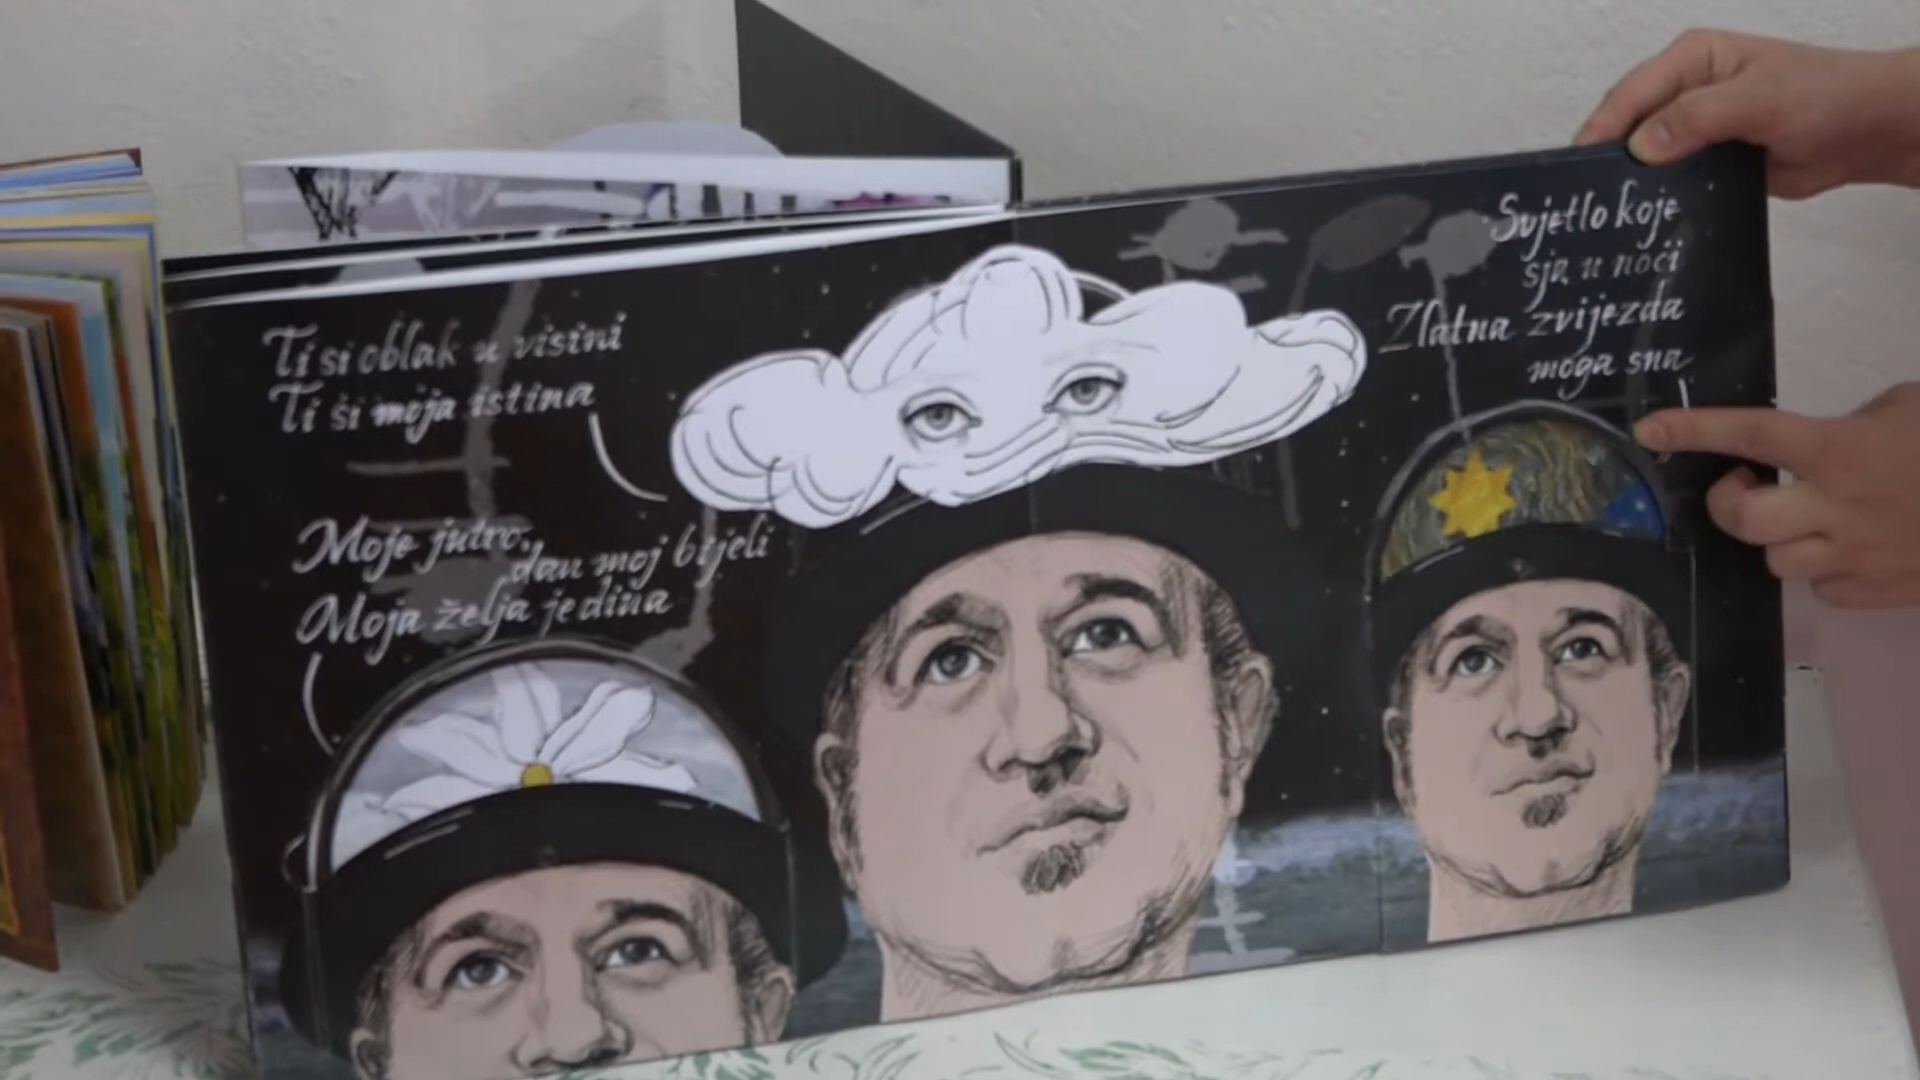 Ti si oblak u visini
Ti si moja istina
Moje jutro,
dan moj bijeli
Moja želja jedina
Svjetlo koje
sja u noći
Zlatna zvijezda
moga sna